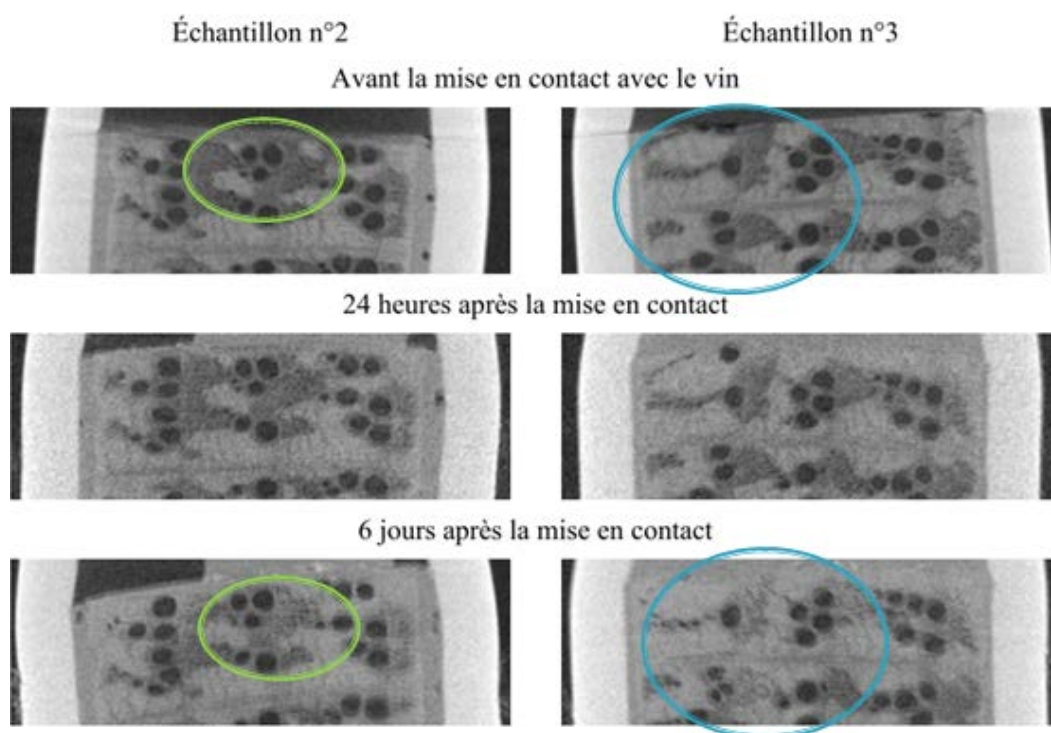 Échantillon n°2
Échantillon n°3
Avant la mise en contact avec le vin
24 heures après la mise en contact
6 jours après la mise en contact